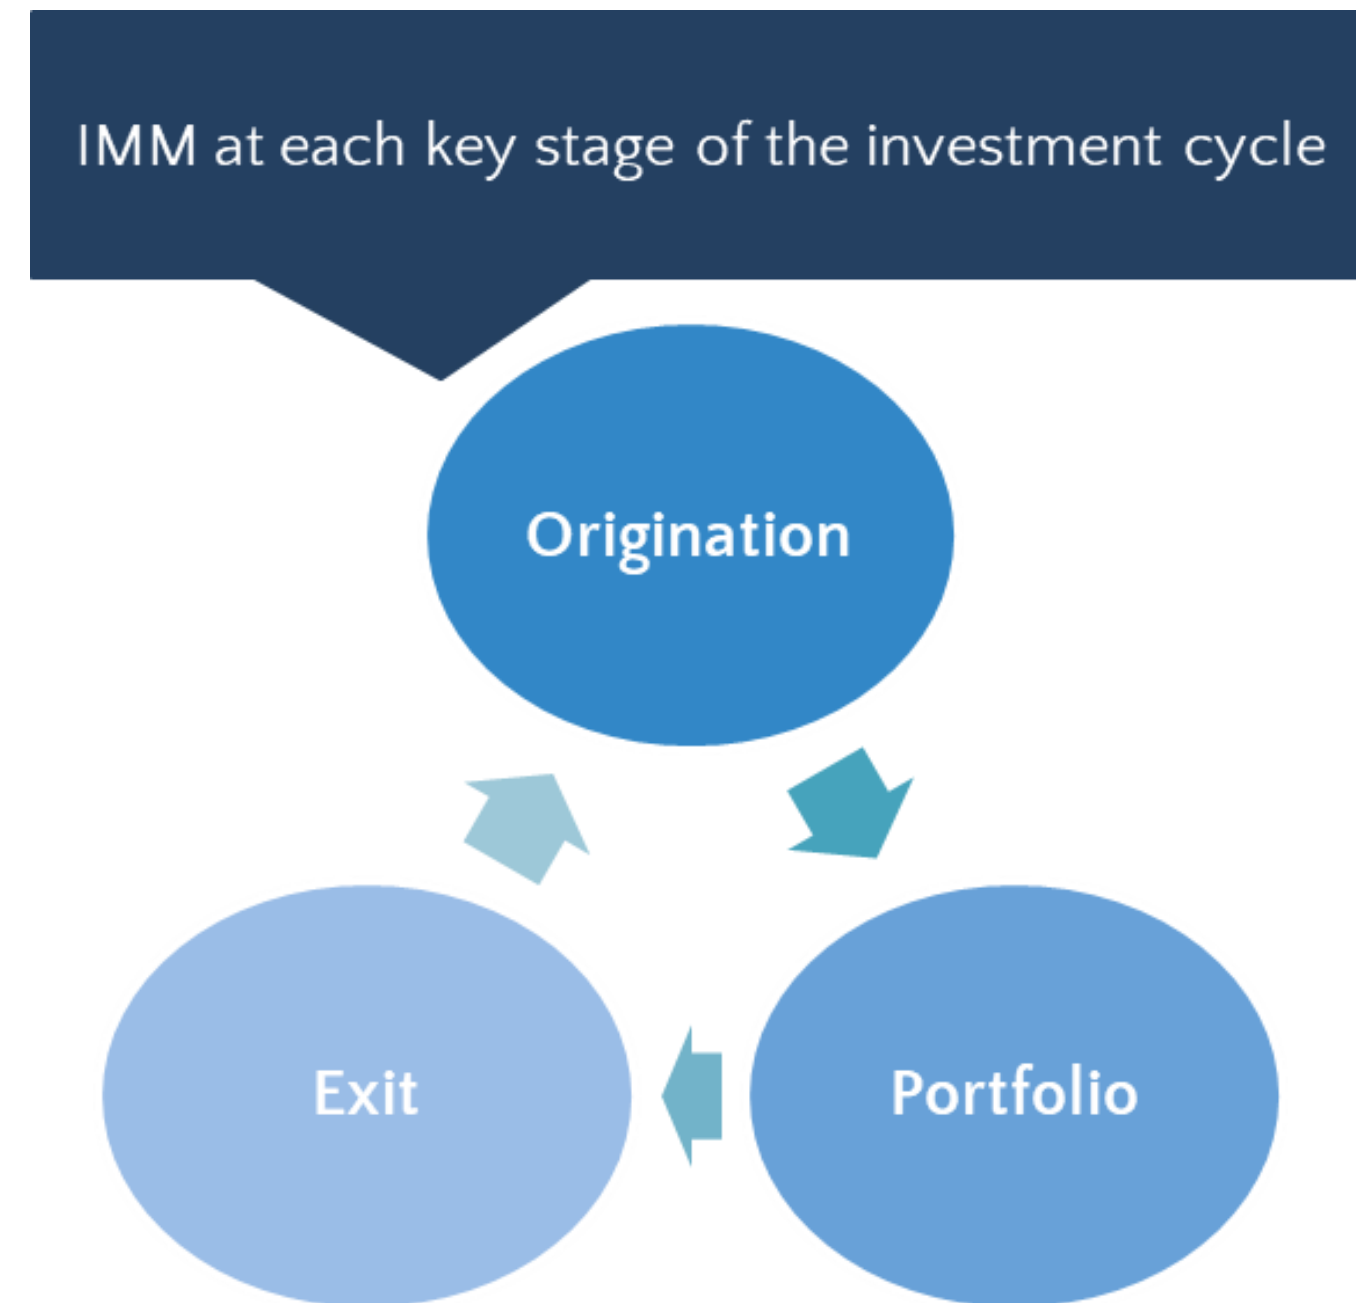 IMM at each key stage of the investment cycle
Origination
Exit
Portfolio